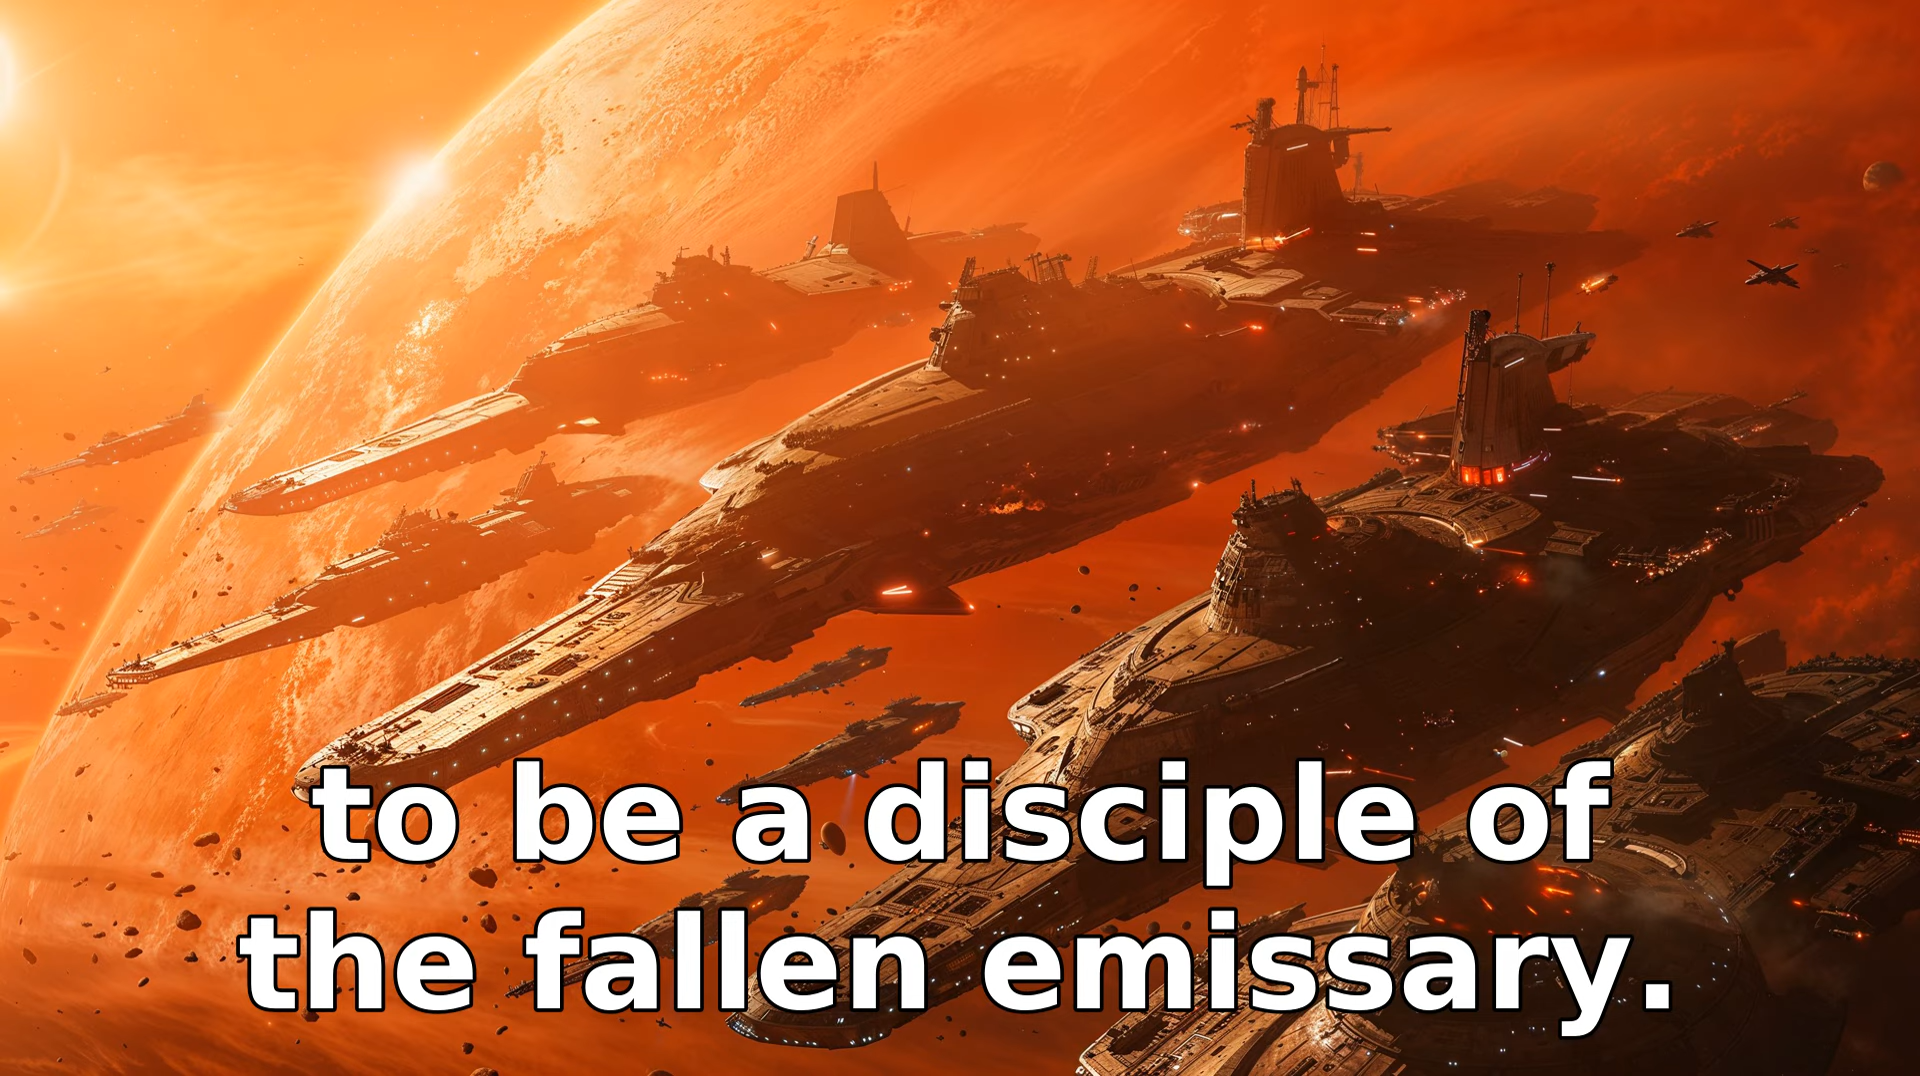 to be a disciple of
the fallen emissary.